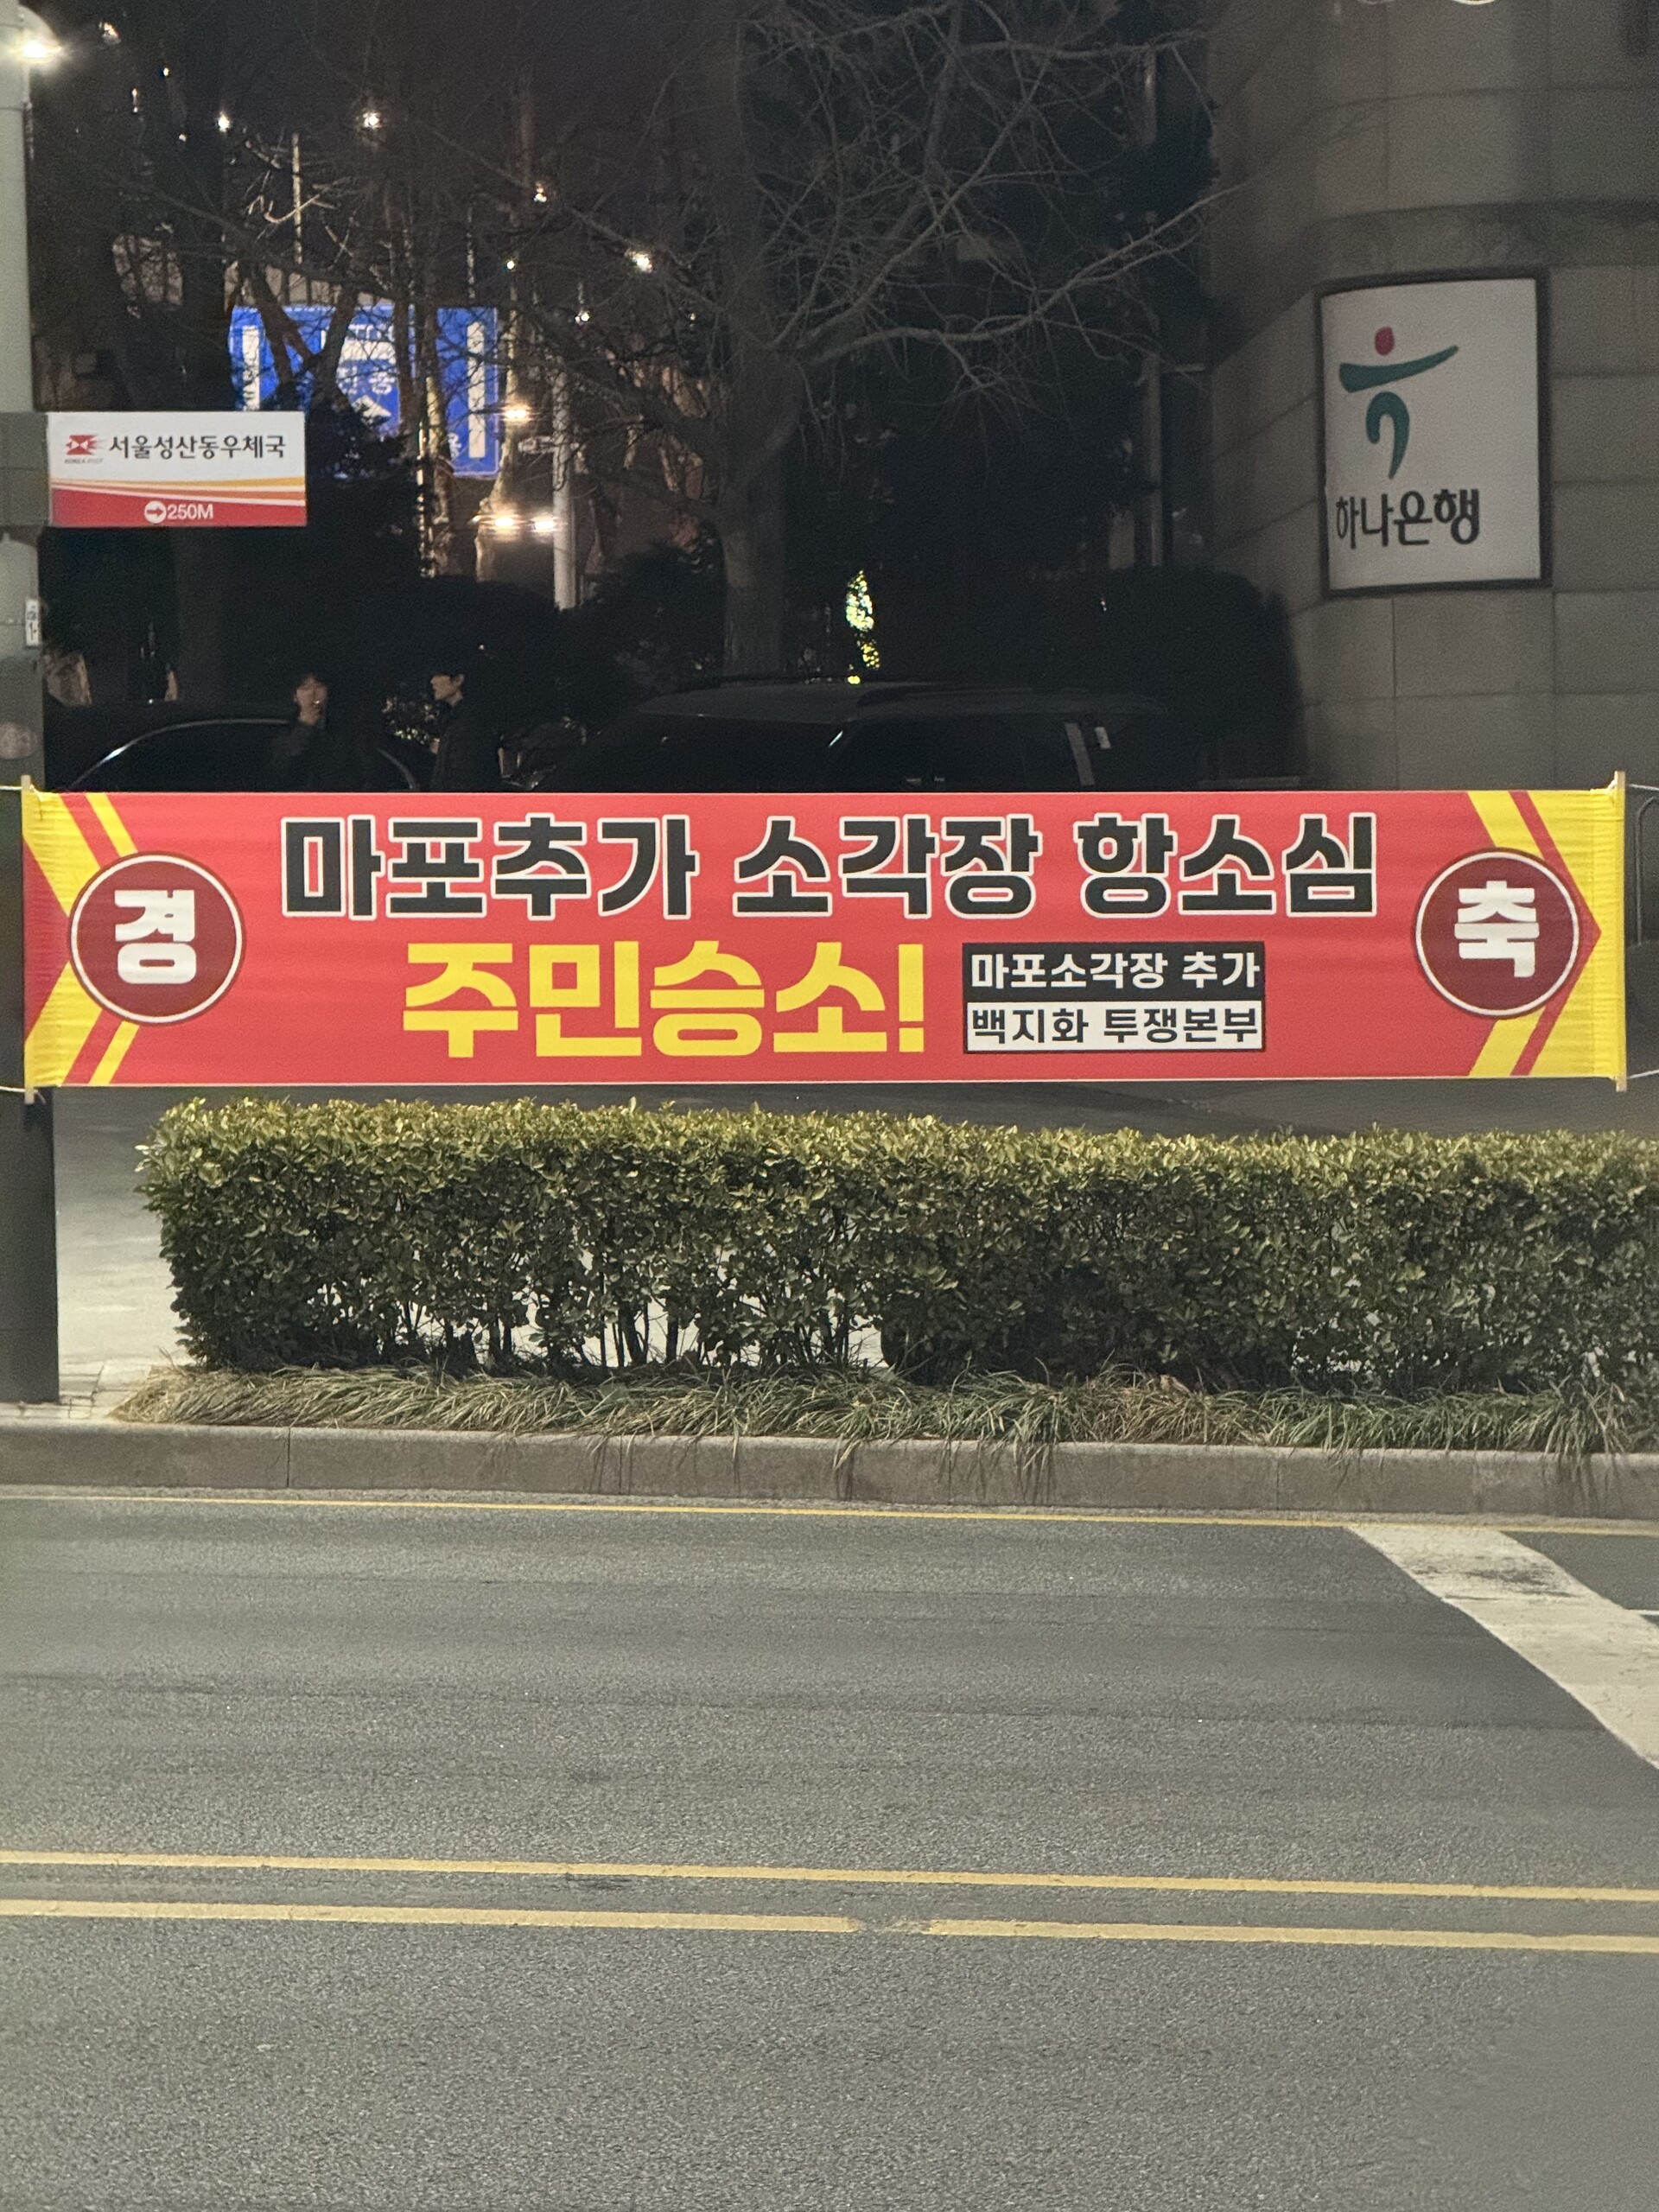 서울성산동우체국
KOREA POST
250M
하나은행
경
마포추가 소각장 항소심
주민승소!
마포소각장 추가
백지화 투쟁본부
축